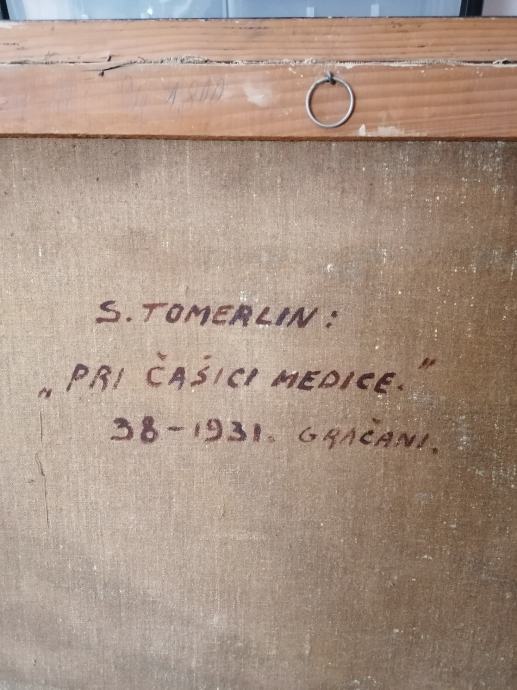 S. TOMERLIN:
„PRI ČAŠICI MEDICE."
38-1931. GRAČANI.